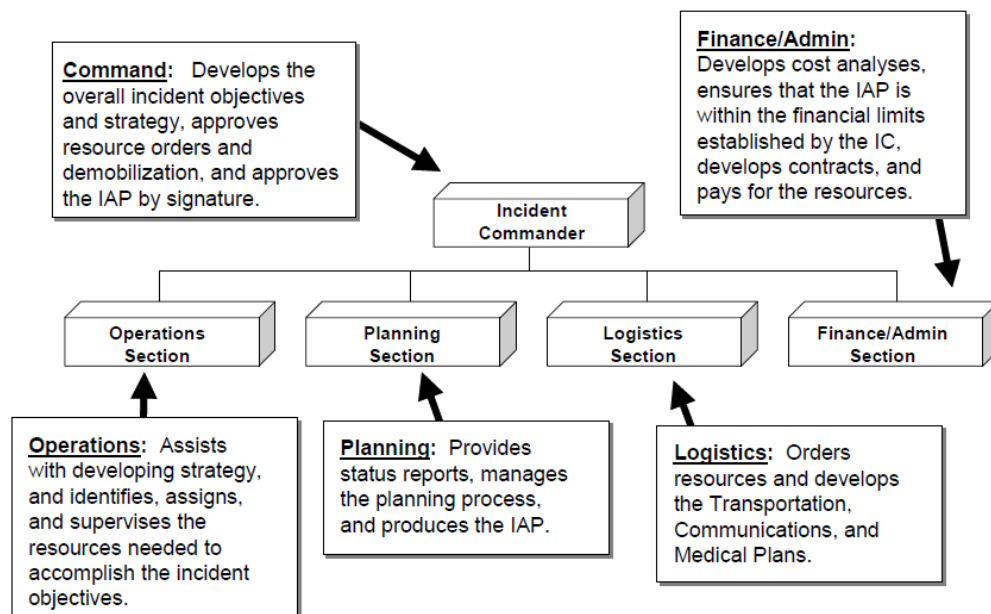 Command: Develops the
overall incident objectives
and strategy, approves
resource orders and
demobilization, and approves
the IAP by signature.
Finance/Admin:
Develops cost analyses,
ensures that the IAP is
within the financial limits
established by the IC,
develops contracts, and
pays for the resources.
Incident
Commander
Operations
Section
Planning
Section
Logistics
Section
Finance/Admin
Section
Operations: Assists
with developing strategy,
and identifies, assigns,
and supervises the
resources needed to
accomplish the incident
objectives.
Planning: Provides
status reports, manages
the planning process,
and produces the IAP.
Logistics: Orders
resources and develops
the Transportation,
Communications, and
Medical Plans.